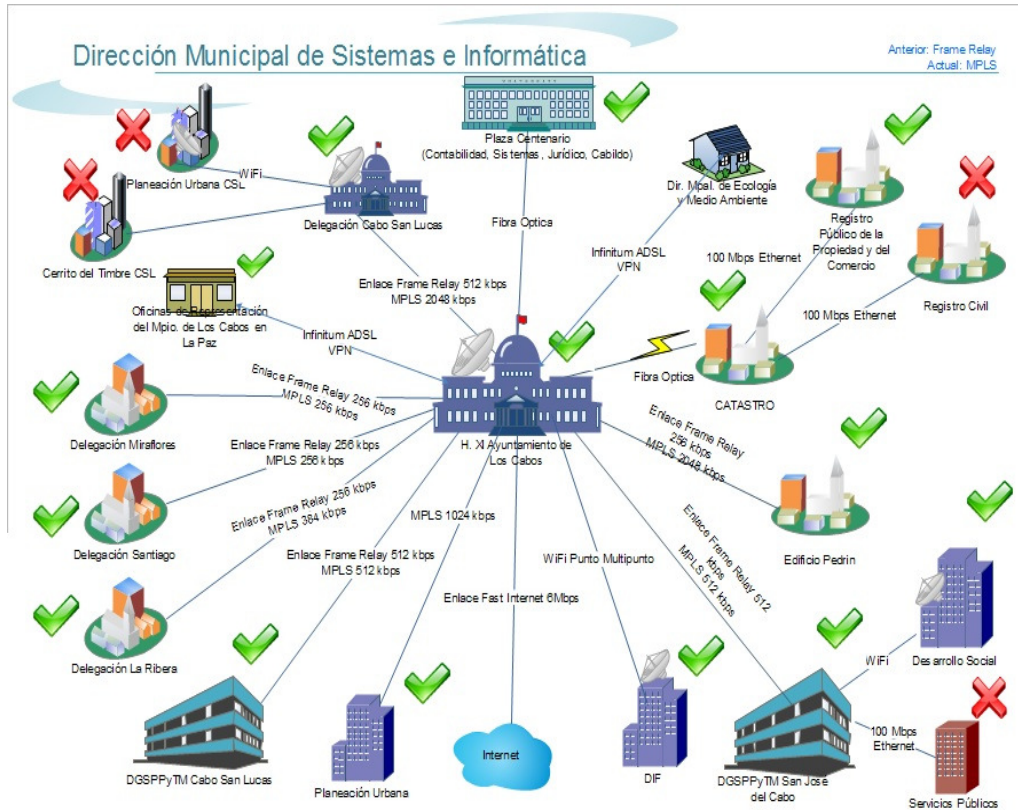 Dirección Municipal de Sistemas e Informática
Anterior: Frame Relay
Actual: MPLS
Planeación Urbana CSL
WiFi
Cerrito del Timbre CSL
Delegación Cabo San Lucas
Plaza Centenario
(Contabilidad, Sistemas, Jurídico, Cabildo)
Fibra Optica
Dir. Mpal. de Ecología
y Medio Ambiente
Infinitum ADSL
VPN
Registro
Público de la
Propiedad y del
Comercio
100 Mbps Ethernet
Registro Civil
100 Mbps Ethernet
Enlace Frame Relay 512 kbps
MPLS 2048 kbps
Oficinas de Representación
del Mpio. de Los Cabos en
La Paz
Infinitum ADSL
VPN
Fibra Optica
CATASTRO
H. XI Ayuntamiento de
Los Cabos
Enlace Frame Relay 256 kbps
MPLS 256 kbps
Delegación Miraflores
Enlace Frame Relay 256 kbps
MPLS 256 kbps
Delegación Santiago
Enlace Frame Relay 256 kbps
MPLS 384 kbps
Delegación La Ribera
Enlace Frame Relay
256 kbps
MPLS 2048 kbps
Edificio Pedrin
Enlace Frame Relay 512 kbps
MPLS 512 kbps
MPLS 1024 kbps
Enlace Fast Internet 6Mbps
WiFi Punto Multipunto
Enlace Frame Relay 512
kbps
MPLS 512 kbps
WiFi
Desarrollo Social
100 Mbps
Ethernet
DGSPPyTM Cabo San Lucas
Planeación Urbana
Internet
DIF
DGSPPyTM San Jose
del Cabo
Servicios Públicos